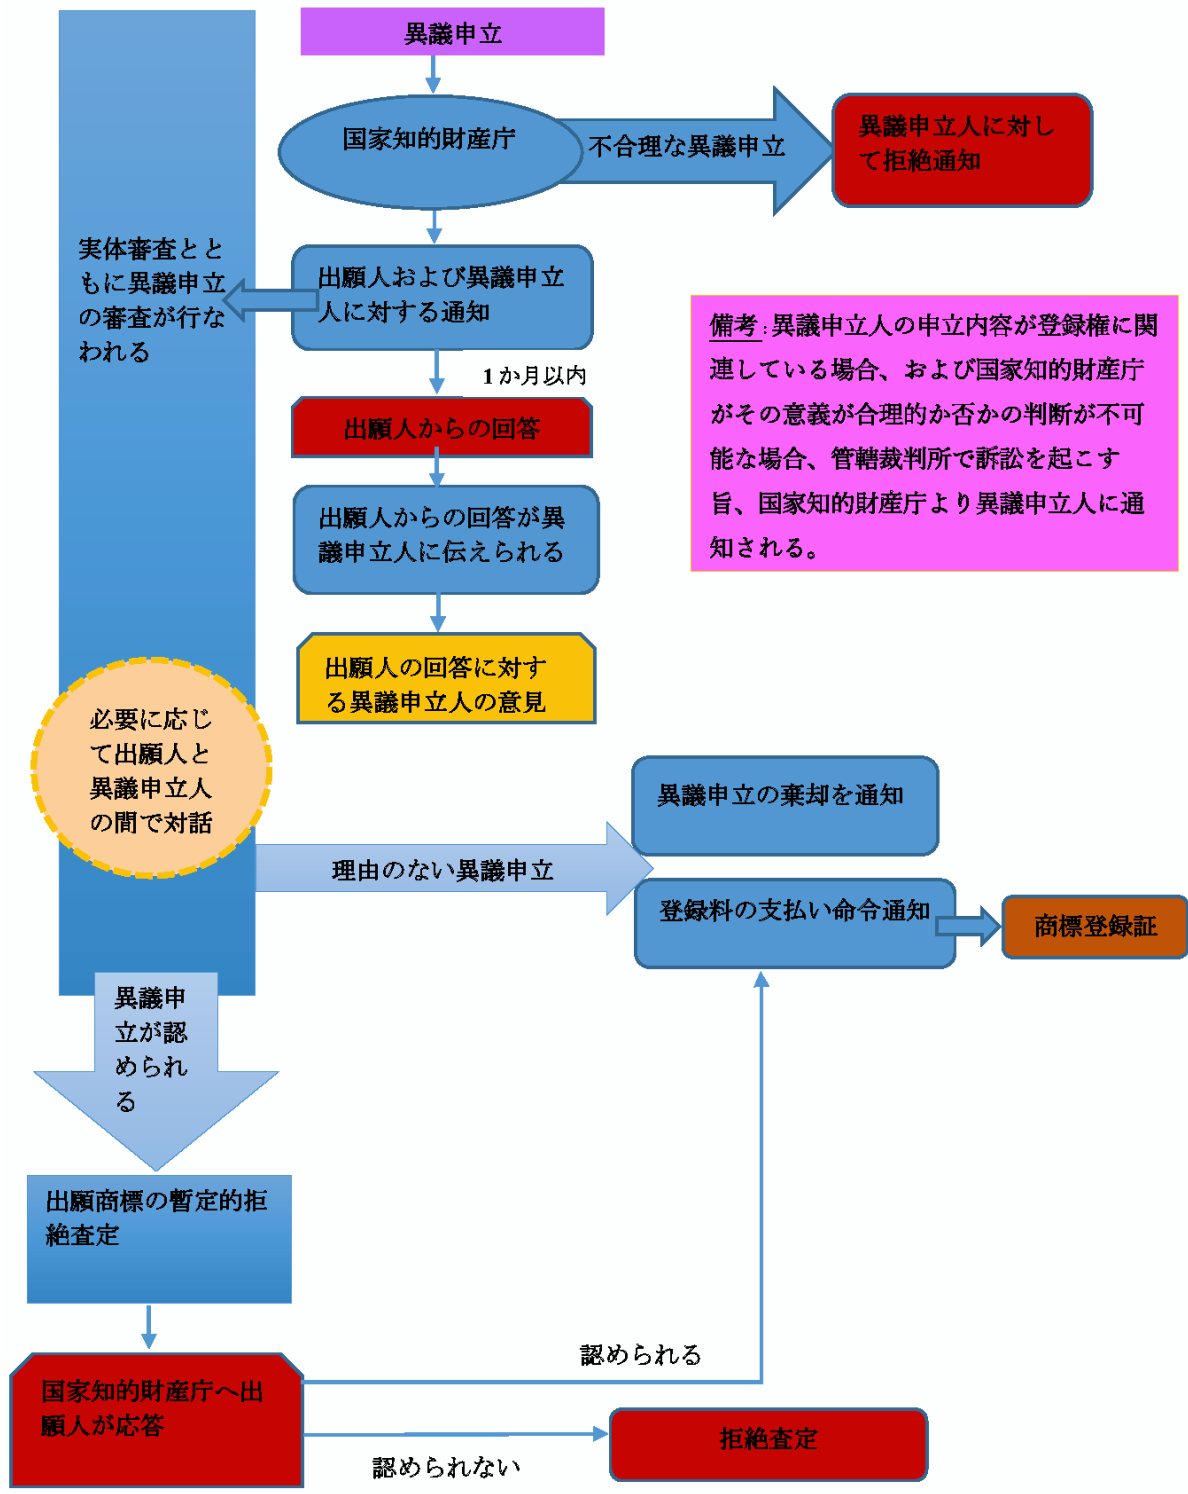 異議申立
国家知的財産庁
不合理な異議申立
異議申立人に対し
て拒絶通知
実体審査とと
もに異議申立
の審査が行な
われる
出願人および異議申立
人に対する通知
備考:異議申立人の申立内容が登録権に関
連している場合、および国家知的財産庁
がその意義が合理的か否かの判断が不可
能な場合、管轄裁判所で訴訟を起こす
旨、国家知的財産庁より異議申立人に通
知される。
1か月以内
出願人からの回答
出願人からの回答が異
議申立人に伝えられる
出願人の回答に対す
る異議申立人の意見
必要に応じ
て出願人と
異議申立人
の間で対話
異議申立の棄却を通知
理由のない異議申立
登録料の支払い命令通知
商標登録証
異議申
立が認
められ
る
出願商標の暫定的拒
絶査定
認められる
国家知的財産庁へ出
願人が応答
拒絶査定
認められない